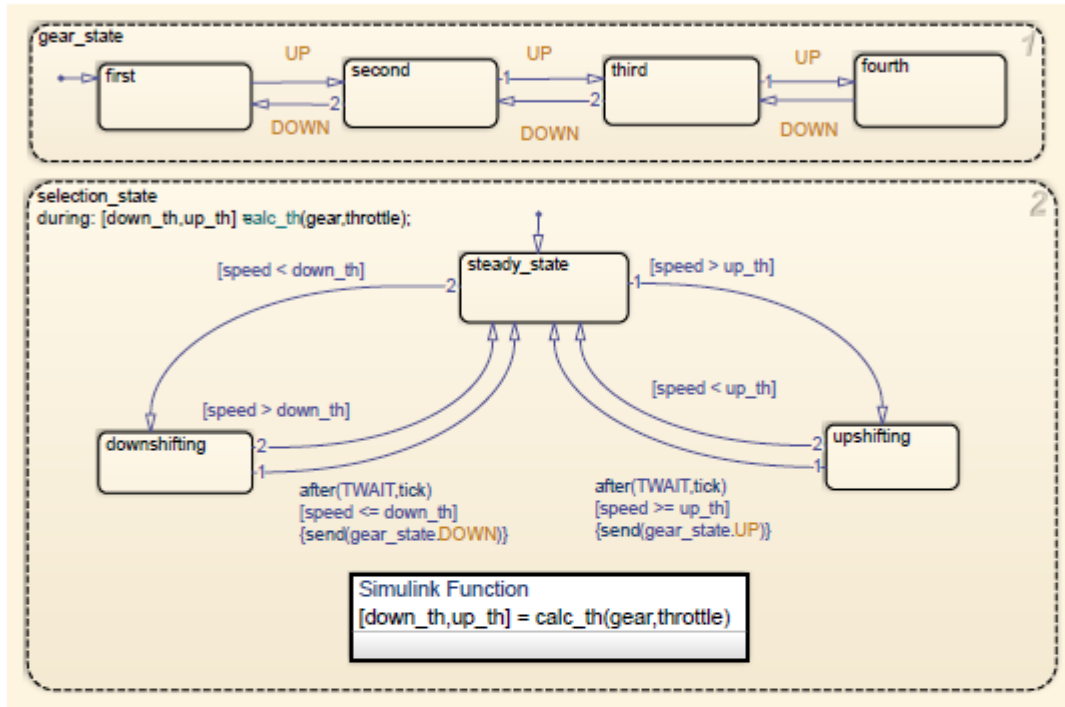 gear_state
1
UP
UP
UP
first
second
third
fourth
1
1
2
2
DOWN
DOWN
DOWN
selection_state
2
during: [down_th,up_th] =calc_th(gear,throttle);
steady_state
[speed < down_th]
[speed > up_th]
2
1
[speed < up_th]
[speed > down_th]
downshifting
upshifting
2
2
1
1
after(TWAIT,tick)
[speed <= down_th]
{send(gear_state.DOWN)}
after(TWAIT,tick)
[speed >= up_th]
{send(gear_state.UP)}
Simulink Function
[down_th,up_th] = calc_th(gear,throttle)